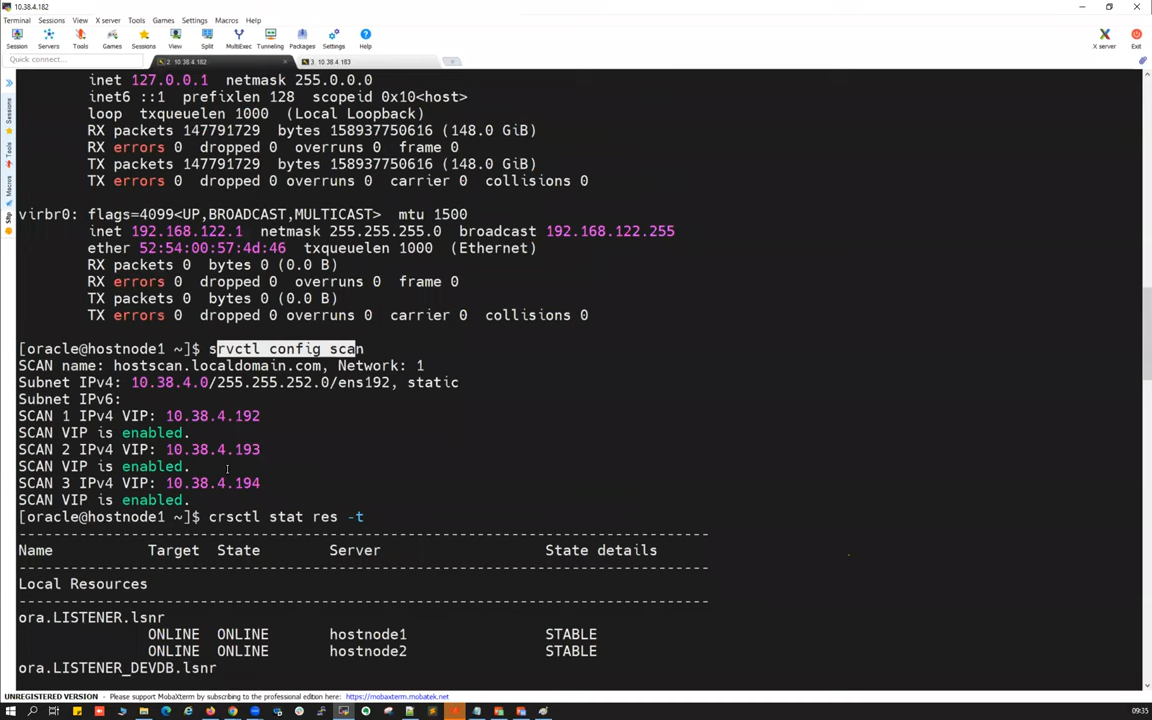 10.38.4.182
Terminal Sessions View X server Tools Games Settings Macros Help
Session Servers Tools Games Sessions View Split MultiExec Tunneling Packages Settings Help X server Exit
Quick connect...
2. 10.38.4.182
3. 10.38.4.183
Sessions
Tools
Macros
Sftp
inet 127.0.0.1 netmask 255.0.0.0
inet6 ::1 prefixlen 128 scopeid 0x10<host>
loop txqueuelen 1000 (Local Loopback)
RX packets 147791729 bytes 158937750616 (148.0 GiB)
RX errors 0 dropped 0 overruns 0 frame 0
TX packets 147791729 bytes 158937750616 (148.0 GiB)
TX errors 0 dropped 0 overruns 0 carrier 0 collisions 0
virbr0: flags=4099<UP,BROADCAST,MULTICAST> mtu 1500
inet 192.168.122.1 netmask 255.255.255.0 broadcast 192.168.122.255
ether 52:54:00:57:4d:46 txqueuelen 1000 (Ethernet)
RX packets 0 bytes 0 (0.0 B)
RX errors 0 dropped 0 overruns 0 frame 0
TX packets 0 bytes 0 (0.0 B)
TX errors 0 dropped 0 overruns 0 carrier 0 collisions 0
[oracle@hostnode1 ~]$ srvctl config scan
SCAN name: hostscan.localdomain.com, Network: 1
Subnet IPv4: 10.38.4.0/255.255.252.0/ens192, static
Subnet IPv6:
SCAN 1 IPv4 VIP: 10.38.4.192
SCAN VIP is enabled.
SCAN 2 IPv4 VIP: 10.38.4.193
SCAN VIP is enabled.
SCAN 3 IPv4 VIP: 10.38.4.194
SCAN VIP is enabled.
[oracle@hostnode1 ~]$ crsctl stat res -t
--------------------------------------------------------------------------------
Name Target State Server State details
--------------------------------------------------------------------------------
Local Resources
--------------------------------------------------------------------------------
ora.LISTENER.lsnr
ONLINE ONLINE hostnode1 STABLE
ONLINE ONLINE hostnode2 STABLE
ora.LISTENER_DEVDB.lsnr
UNREGISTERED VERSION - Please support MobaXterm by subscribing to the professional edition here: https://mobaxterm.mobatek.net
09:35